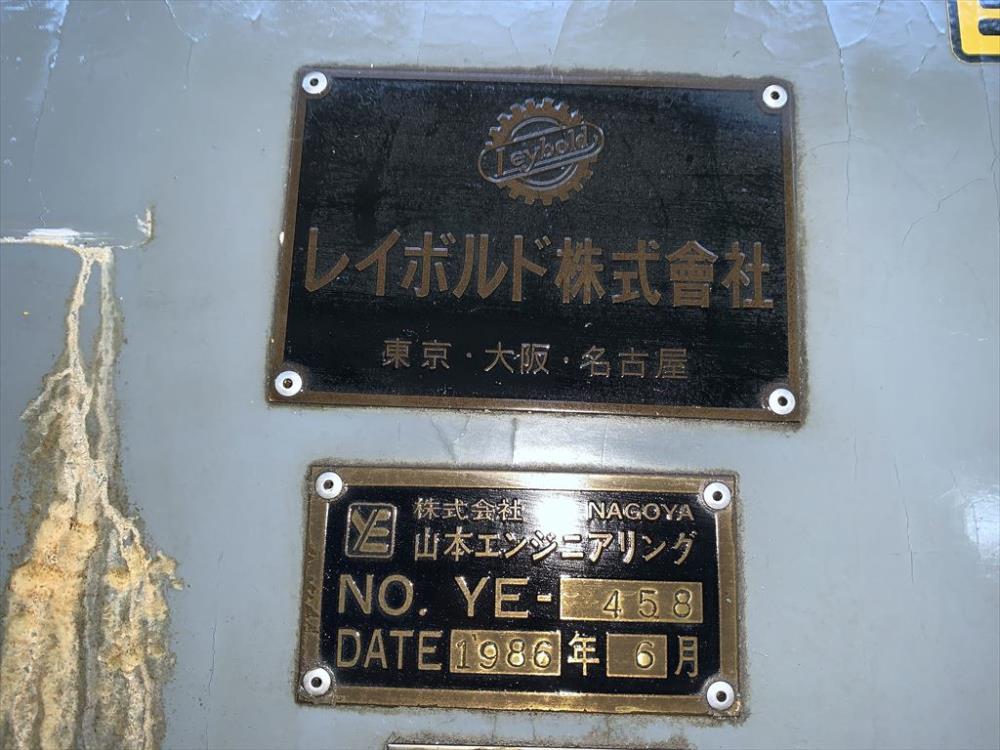 Leybold
レイボルド株式會社
東京・大阪・名古屋
YE 株式会社 NAGOYA
山本エンジニアリング
NO. YE- 458
DATE 1986 年 6 月